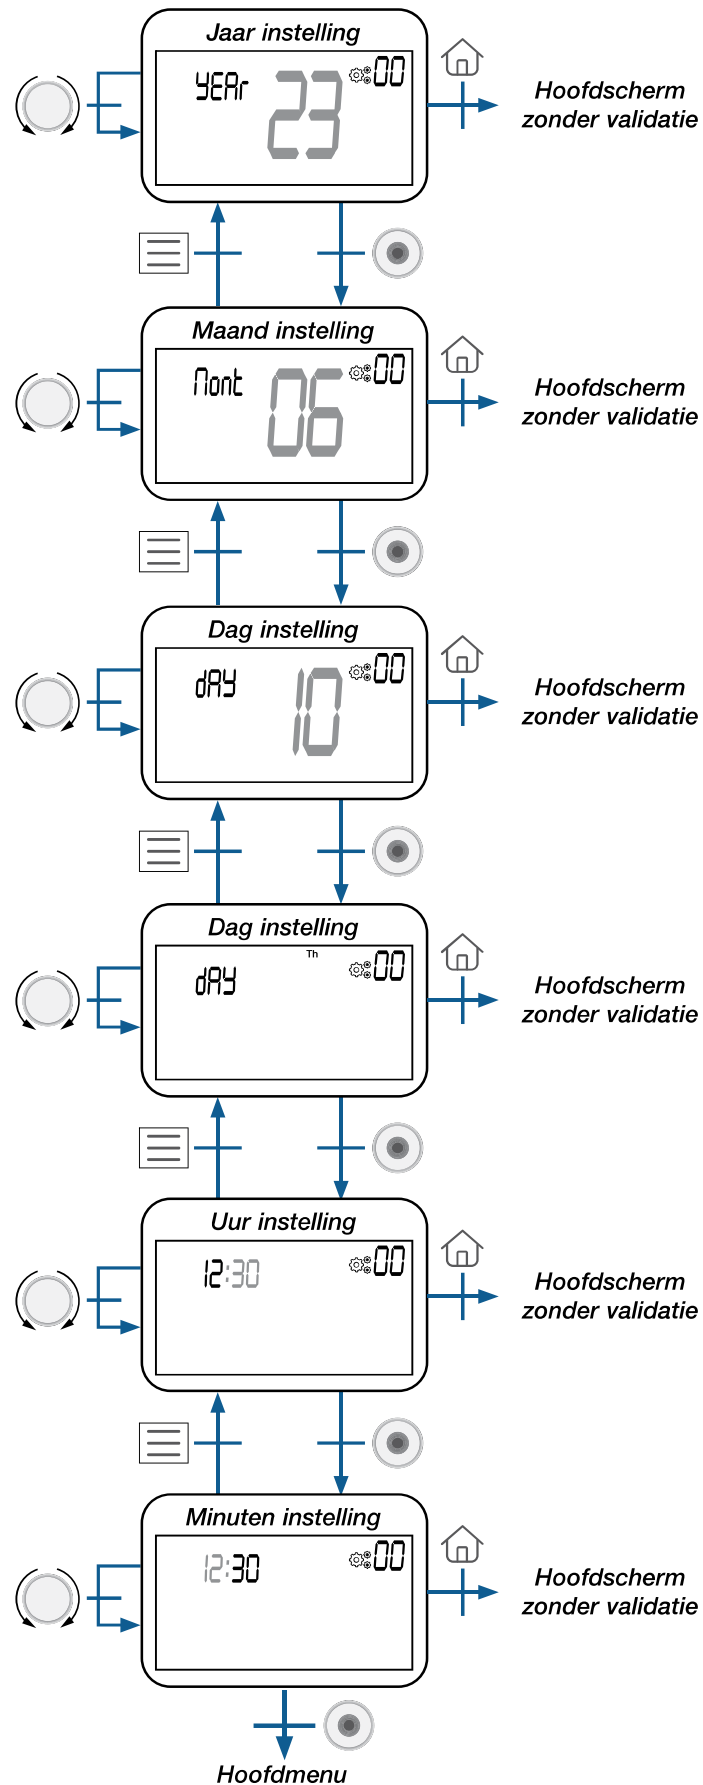 Jaar instelling
YEAr 23 00
Hoofdscherm
zonder validatie
Maand instelling
Mont 06 00
Hoofdscherm
zonder validatie
Dag instelling
dAY 10 00
Hoofdscherm
zonder validatie
Dag instelling
Th
dAY 00
Hoofdscherm
zonder validatie
Uur instelling
12:30 00
Hoofdscherm
zonder validatie
Minuten instelling
12:30 00
Hoofdscherm
zonder validatie
Hoofdmenu